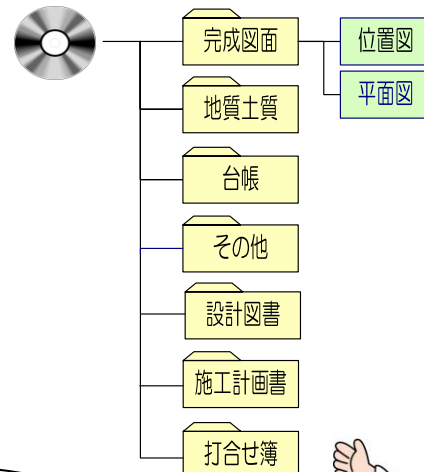 完成図面
位置図
平面図
地質土質
台帳
その他
設計図書
施工計画書
打合せ簿